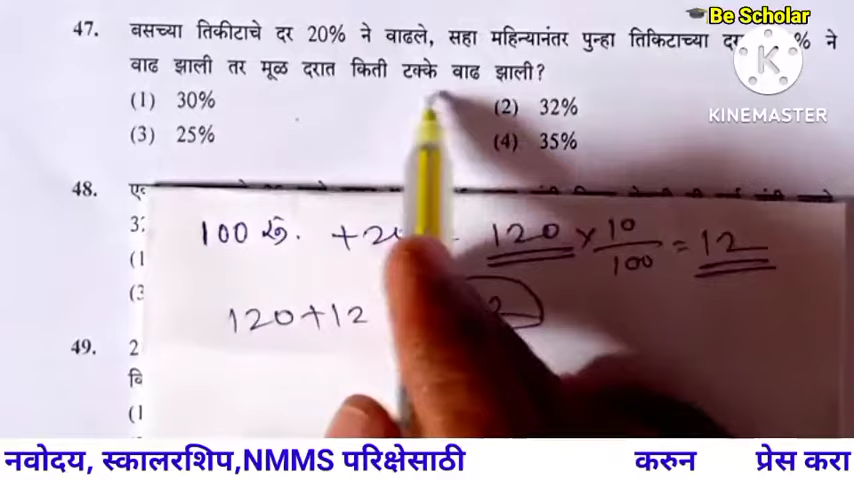 Be Scholar
47. बसच्या तिकीटाचे दर 20% ने वाढले, सहा महिन्यानंतर पुन्हा तिकिटाच्या % ने
वाढ झाली तर मूळ दरात किती टक्के वाढ झाली?
(1) 30% (2) 32%
(3) 25% (4) 35%
KINEMASTER
48.
100 रु. + 120 × 10/100 = 12
120+12
49. 2
वि
नवोदय, स्कालरशिप,NMMS परिक्षेसाठी करुन प्रेस करा